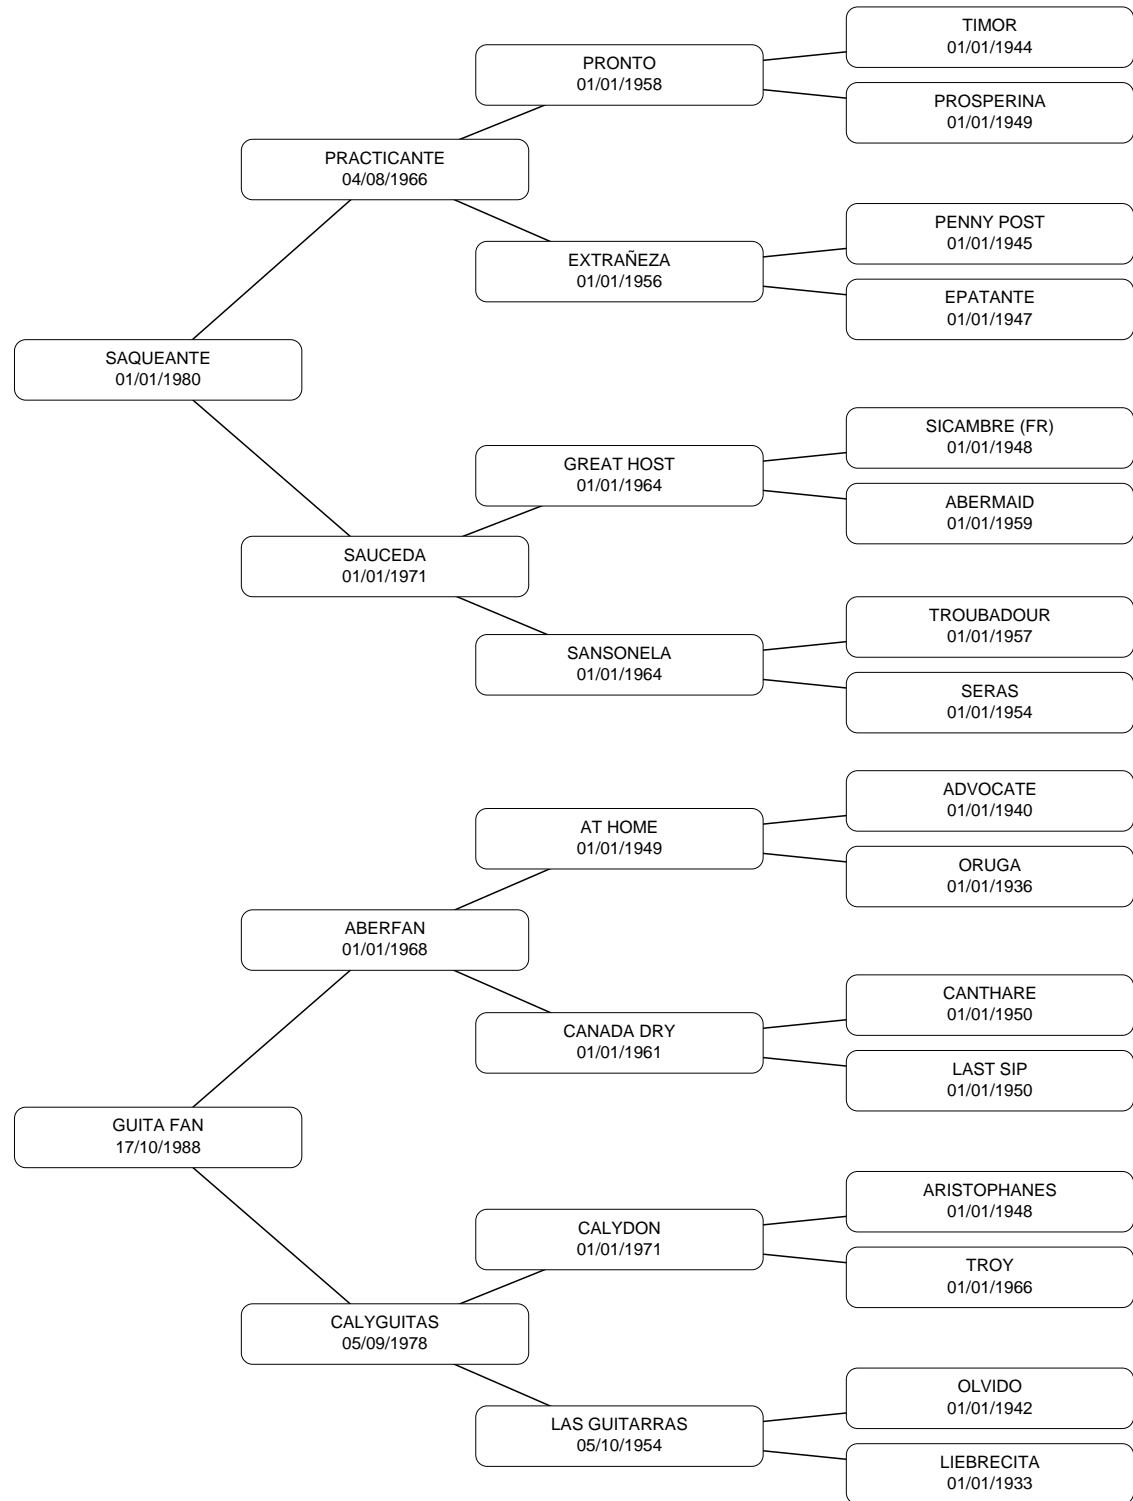 TIMOR
01/01/1944
PRONTO
01/01/1958
PROSPERINA
01/01/1949
PRACTICANTE
04/08/1966
PENNY POST
01/01/1945
EXTRAÑEZA
01/01/1956
EPATANTE
01/01/1947
SAQUEANTE
01/01/1980
SICAMBRE (FR)
01/01/1948
GREAT HOST
01/01/1964
ABERMAID
01/01/1959
SAUCEDA
01/01/1971
TROUBADOUR
01/01/1957
SANSONELA
01/01/1964
SERAS
01/01/1954
ADVOCATE
01/01/1940
AT HOME
01/01/1949
ORUGA
01/01/1936
ABERFAN
01/01/1968
CANTHARE
01/01/1950
CANADA DRY
01/01/1961
LAST SIP
01/01/1950
GUITA FAN
17/10/1988
ARISTOPHANES
01/01/1948
CALYDON
01/01/1971
TROY
01/01/1966
CALYGUITAS
05/09/1978
OLVIDO
01/01/1942
LAS GUITARRAS
05/10/1954
LIEBRECITA
01/01/1933